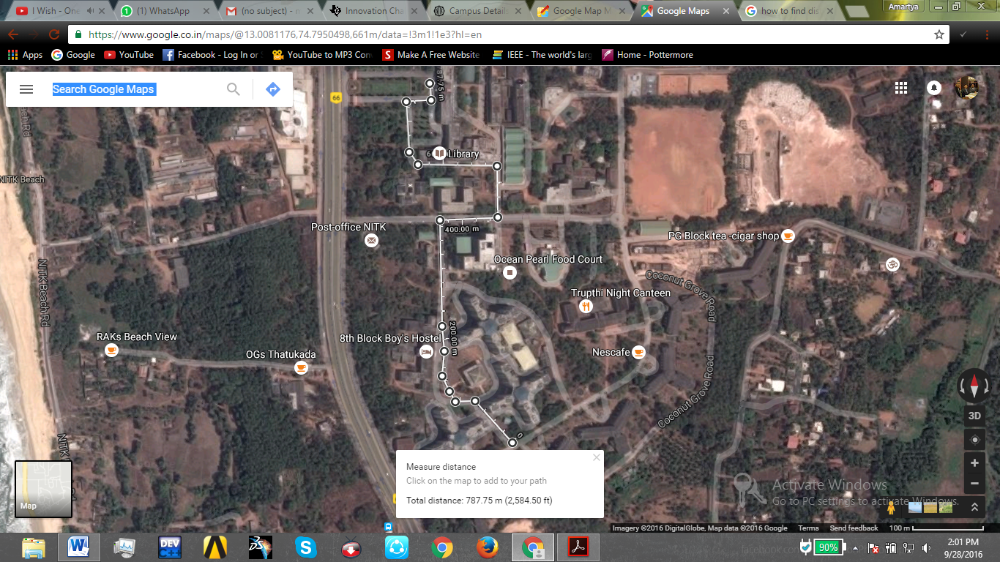 I Wish - One
(1) WhatsApp
(no subject) - m
Innovation Cha
Campus Details
Google Map M
Google Maps
how to find dis
Amartya
https://www.google.co.in/maps/@13.0081176,74.7950498,661m/data=!3m1!1e3?hl=en
Apps
Google
YouTube
Facebook - Log In or
YouTube to MP3 Con
Make A Free Website
IEEE - The world's larg
Home - Pottermore
Search Google Maps
66
787.75 m
Library
NITK Beach
Beach Rd
Post-office NITK
400.00 m
PG Block tea -cigar shop
Ocean Pearl Food Court
Coconut Grove Road
Trupthi Night Canteen
NITK Beach Rd
RAKs Beach View
8th Block Boy's Hostel
200.00 m
OGs Thatukada
Nescafe
Coconut Grove Road
0
3D
Measure distance
Click on the map to add to your path
Total distance: 787.75 m (2,584.50 ft)
Map
Activate Windows
Go to PC settings to activate Windows.
Imagery ©2016 DigitalGlobe, Map data ©2016 Google
Terms
Send feedback
100 m
DEV
C++
90%
2:01 PM
9/28/2016